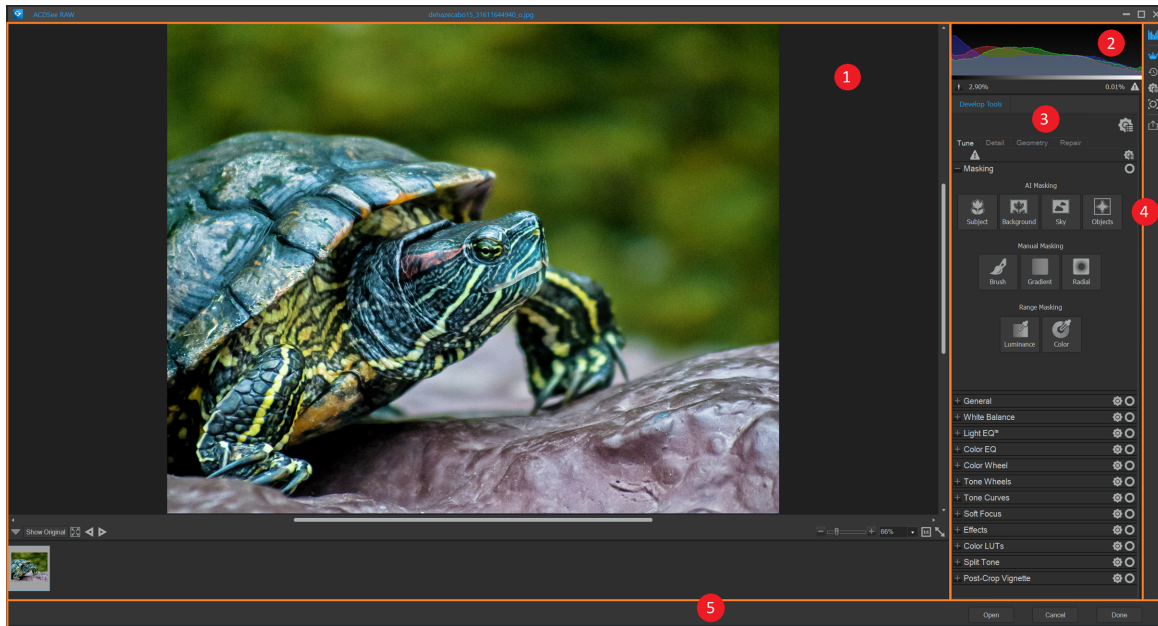 ACDSee RAW
dehazecabo15_31611644940_o.jpg
1
2
2.90%
0.01%
Develop Tools
3
Tune Detail Geometry Repair
Masking
AI Masking
Subject Background Sky Objects
4
Manual Masking
Brush Gradient Radial
Range Masking
Luminance Color
General
White Balance
Light EQ™
Color EQ
Color Wheel
Tone Wheels
Tone Curves
Soft Focus
Effects
Color LUTs
Split Tone
Post-Crop Vignette
Show Original
66%
1:1
5
Open Cancel Done